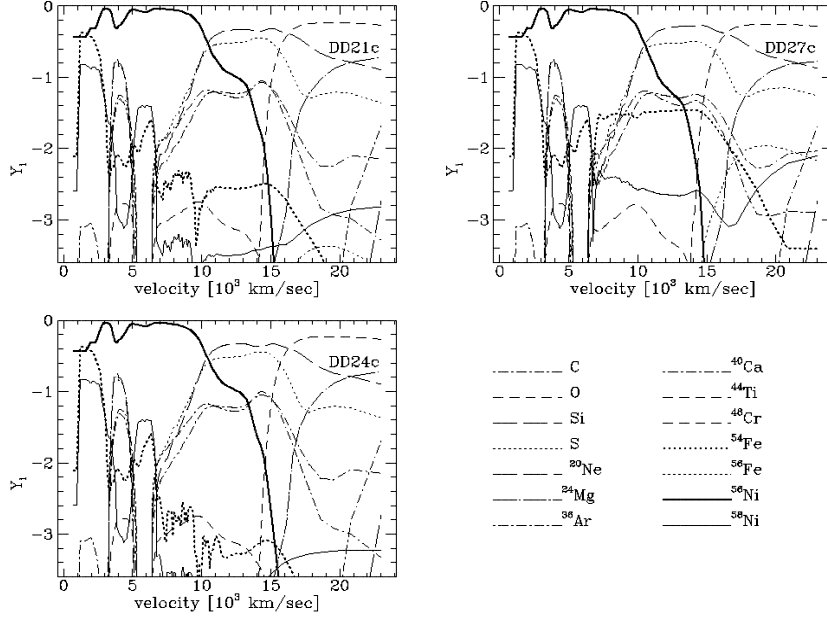 0
DD21c
-1
Y₁
-2
-3
0 5 10 15 20
velocity [10³ km/sec]
0
DD27c
-1
Y₁
-2
-3
0 5 10 15 20
velocity [10³ km/sec]
0
DD24c
-1
Y₁
-2
-3
0 5 10 15 20
velocity [10³ km/sec]
C
O
Si
S
²⁰Ne
²⁴Mg
³⁶Ar
⁴⁰Ca
⁴⁴Ti
⁴⁸Cr
⁵⁴Fe
⁵⁶Fe
⁵⁶Ni
⁵⁸Ni